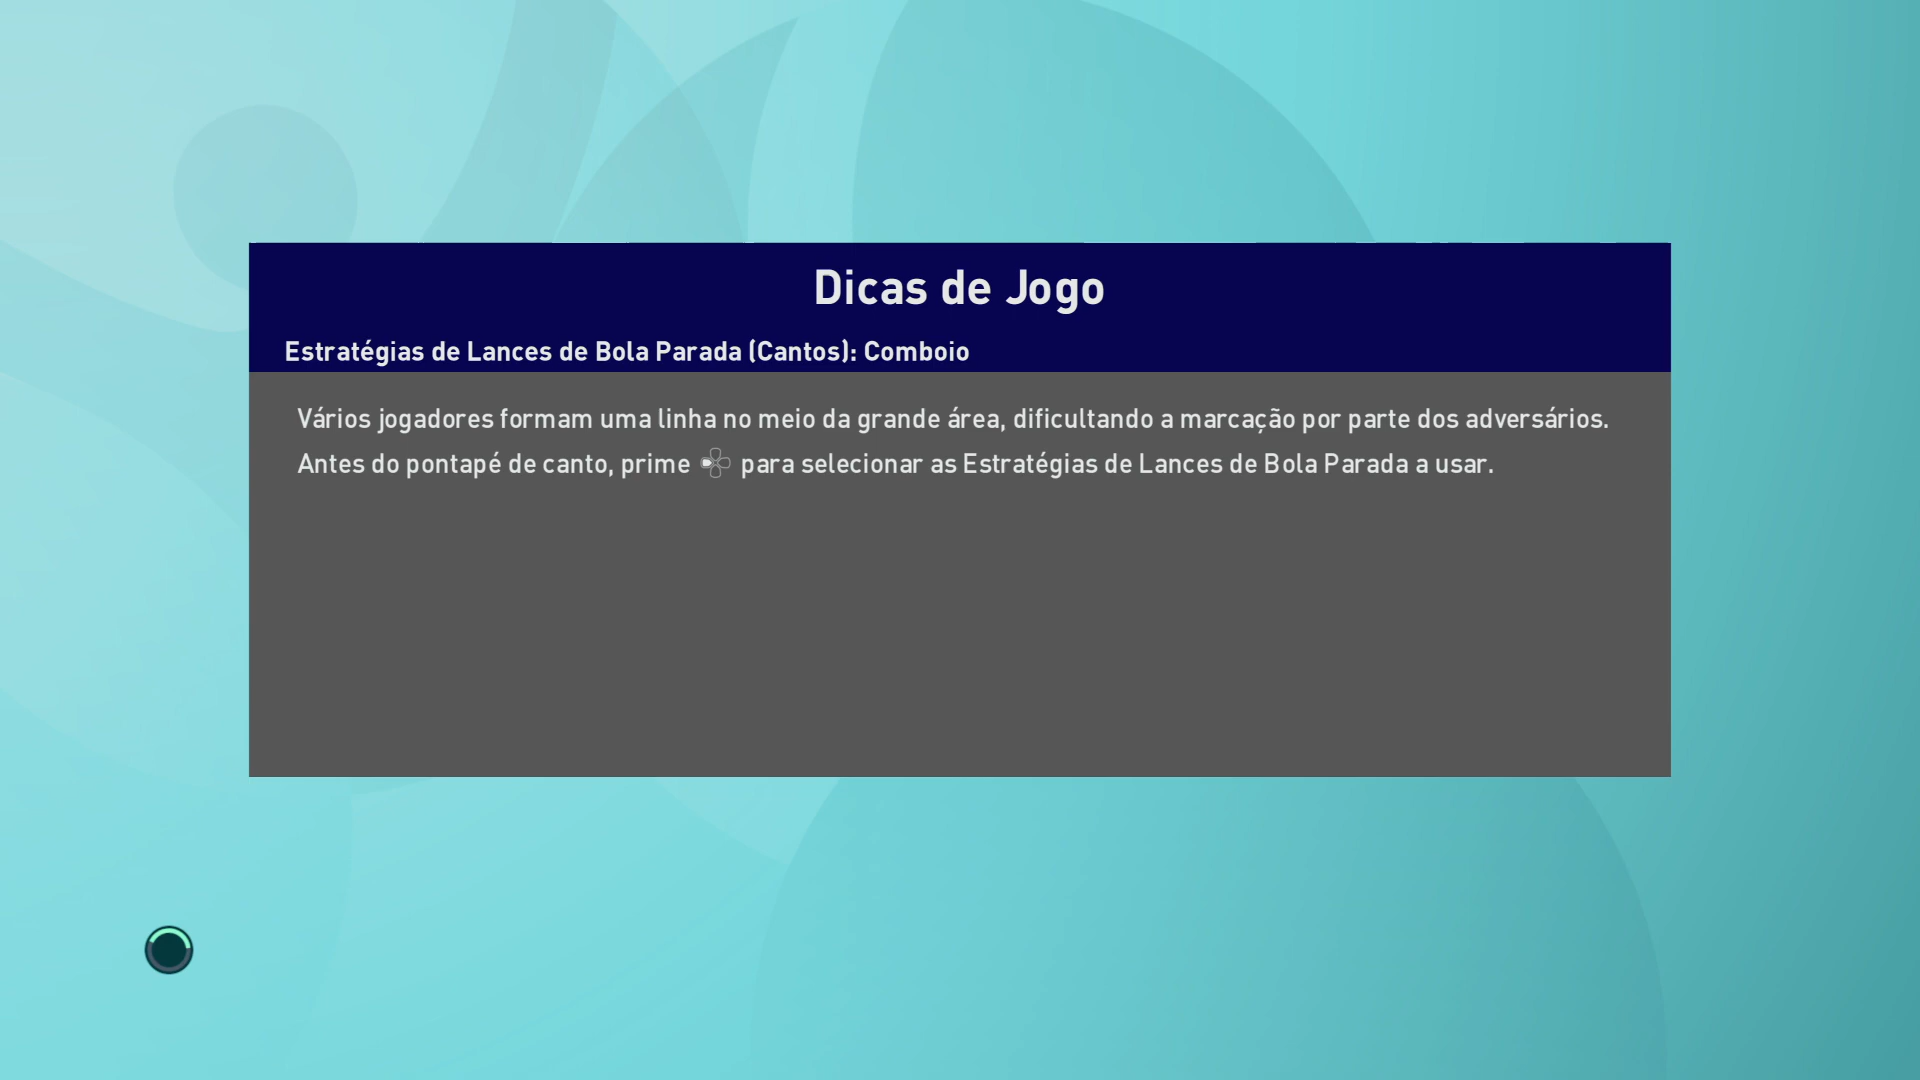 Dicas de Jogo
Estratégias de Lances de Bola Parada (Cantos): Comboio
Vários jogadores formam uma linha no meio da grande área, dificultando a marcação por parte dos adversários.
Antes do pontapé de canto, prime para selecionar as Estratégias de Lances de Bola Parada a usar.